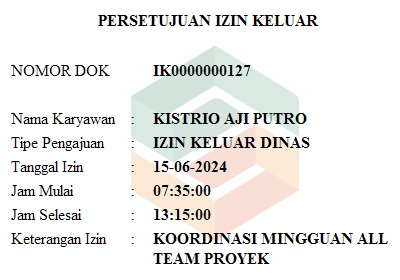 PERSETUJUAN IZIN KELUAR
NOMOR DOK IK0000000127
Nama Karyawan : KISTRIO AJI PUTRO
Tipe Pengajuan : IZIN KELUAR DINAS
Tanggal Izin : 15-06-2024
Jam Mulai : 07:35:00
Jam Selesai : 13:15:00
Keterangan Izin : KOORDINASI MINGGUAN ALL
TEAM PROYEK